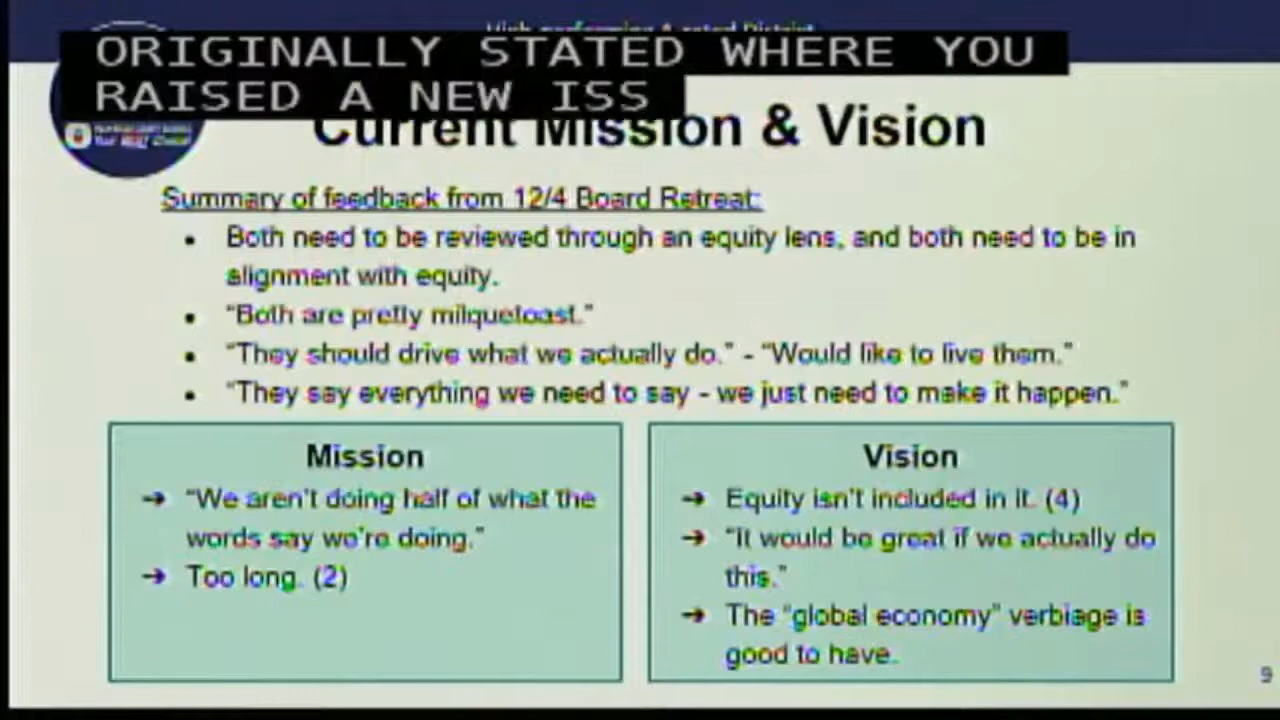 ORIGINALLY STATED WHERE YOU
RAISED A NEW ISS
Current Mission & Vision
Summary of feedback from 12/4 Board Retreat:
• Both need to be reviewed through an equity lens, and both need to be in
alignment with equity.
• “Both are pretty milquetoast.”
• “They should drive what we actually do.” - “Would like to live them.”
• “They say everything we need to say - we just need to make it happen.”
Mission
➔ “We aren’t doing half of what the
words say we’re doing.”
➔ Too long. (2)
Vision
➔ Equity isn’t included in it. (4)
➔ “It would be great if we actually do
this.”
➔ The “global economy” verbiage is
good to have.
9